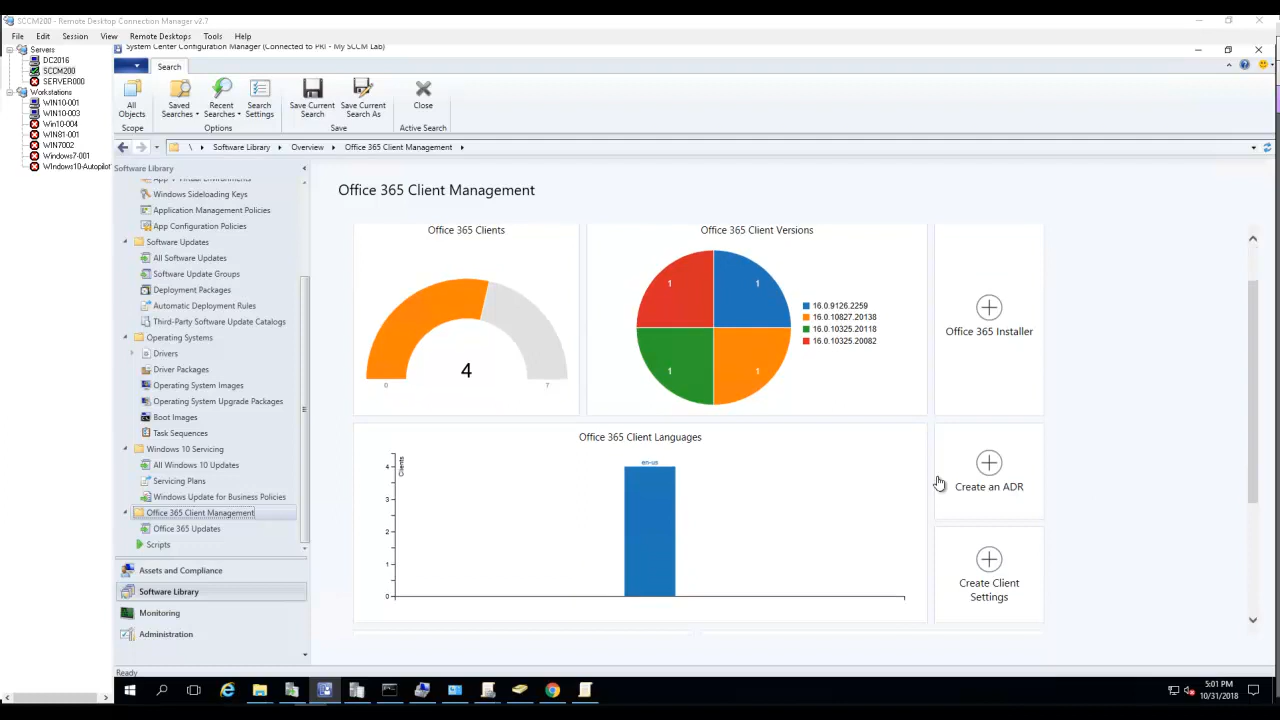 SCCM200 - Remote Desktop Connection Manager v2.7
File Edit Session View Remote Desktops Tools Help
Servers
DC2016
SCCM200
SERVER000
Workstations
WIN10-001
WIN10-003
Win10-004
WIN81-001
WIN7002
Windows7-001
Windows10-Autopilot
System Center Configuration Manager (Connected to PRI - My SCCM Lab)
Search
All Objects
Saved Searches
Recent Searches
Search Settings
Save Current Search
Save Current Search As
Close
Scope
Options
Save
Active Search
\ Software Library Overview Office 365 Client Management
Software Library
App-V Virtual Environments
Windows Sideloading Keys
Application Management Policies
App Configuration Policies
Software Updates
All Software Updates
Software Update Groups
Deployment Packages
Automatic Deployment Rules
Third-Party Software Update Catalogs
Operating Systems
Drivers
Driver Packages
Operating System Images
Operating System Upgrade Packages
Boot Images
Task Sequences
Windows 10 Servicing
All Windows 10 Updates
Servicing Plans
Windows Update for Business Policies
Office 365 Client Management
Office 365 Updates
Scripts
Assets and Compliance
Software Library
Monitoring
Administration
Office 365 Client Management
Office 365 Clients
4
0 7
Office 365 Client Versions
1 1
1 1
16.0.9126.2259
16.0.10827.20138
16.0.10325.20118
16.0.10325.20082
Office 365 Installer
Office 365 Client Languages
Clients
en-us
4
3
2
1
0
Create an ADR
Create Client
Settings
Ready
5:01 PM
10/31/2018